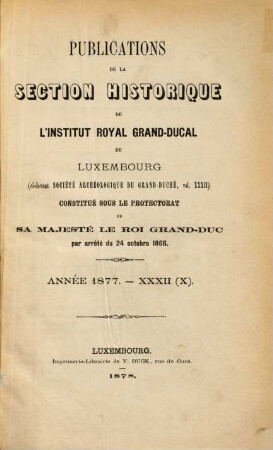 PUBLICATIONS
DE LA
SECTION HISTORIQUE
DE
L'INSTITUT ROYAL GRAND-DUCAL
DE
LUXEMBOURG
(ci-devant SOCIÉTÉ ARCHÉOLOGIQUE DU GRAND-DUCHÉ, vol. XXXII)
CONSTITUÉ SOUS LE PROTECTORAT
DE
SA MAJESTÉ LE ROI GRAND-DUC
par arrêté du 24 octobre 1868.
ANNÉE 1877. — XXXII (X).
LUXEMBOURG.
Imprimerie-Librairie de V. BUCK, rue du Curé.
1878.